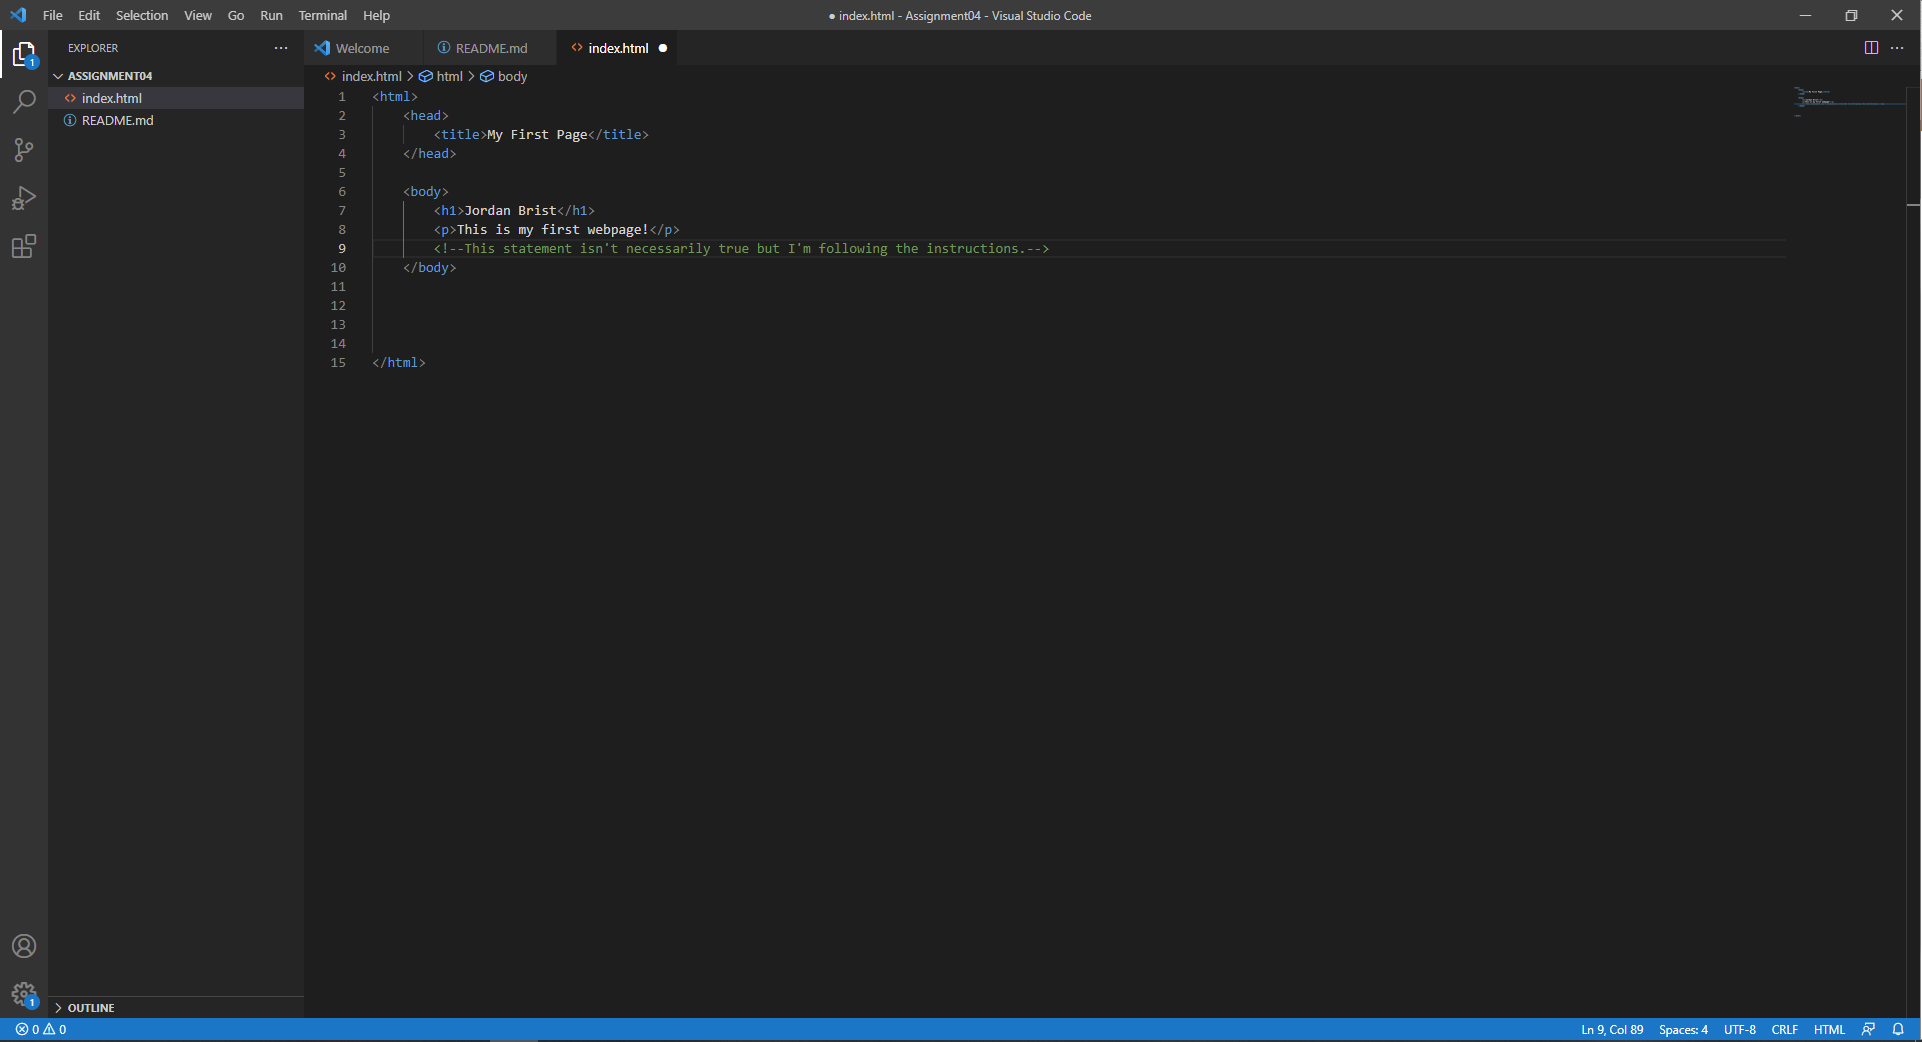 File Edit Selection View Go Run Terminal Help
● index.html - Assignment04 - Visual Studio Code
EXPLORER
ASSIGNMENT04
index.html
README.md
OUTLINE
Welcome
README.md
index.html
index.html > html > body
1 <html>
2 <head>
3 <title>My First Page</title>
4 </head>
5
6 <body>
7 <h1>Jordan Brist</h1>
8 <p>This is my first webpage!</p>
9 <!--This statement isn't necessarily true but I'm following the instructions.-->
10 </body>
11
12
13
14
15 </html>
1
1
0 0
Ln 9, Col 89 Spaces: 4 UTF-8 CRLF HTML